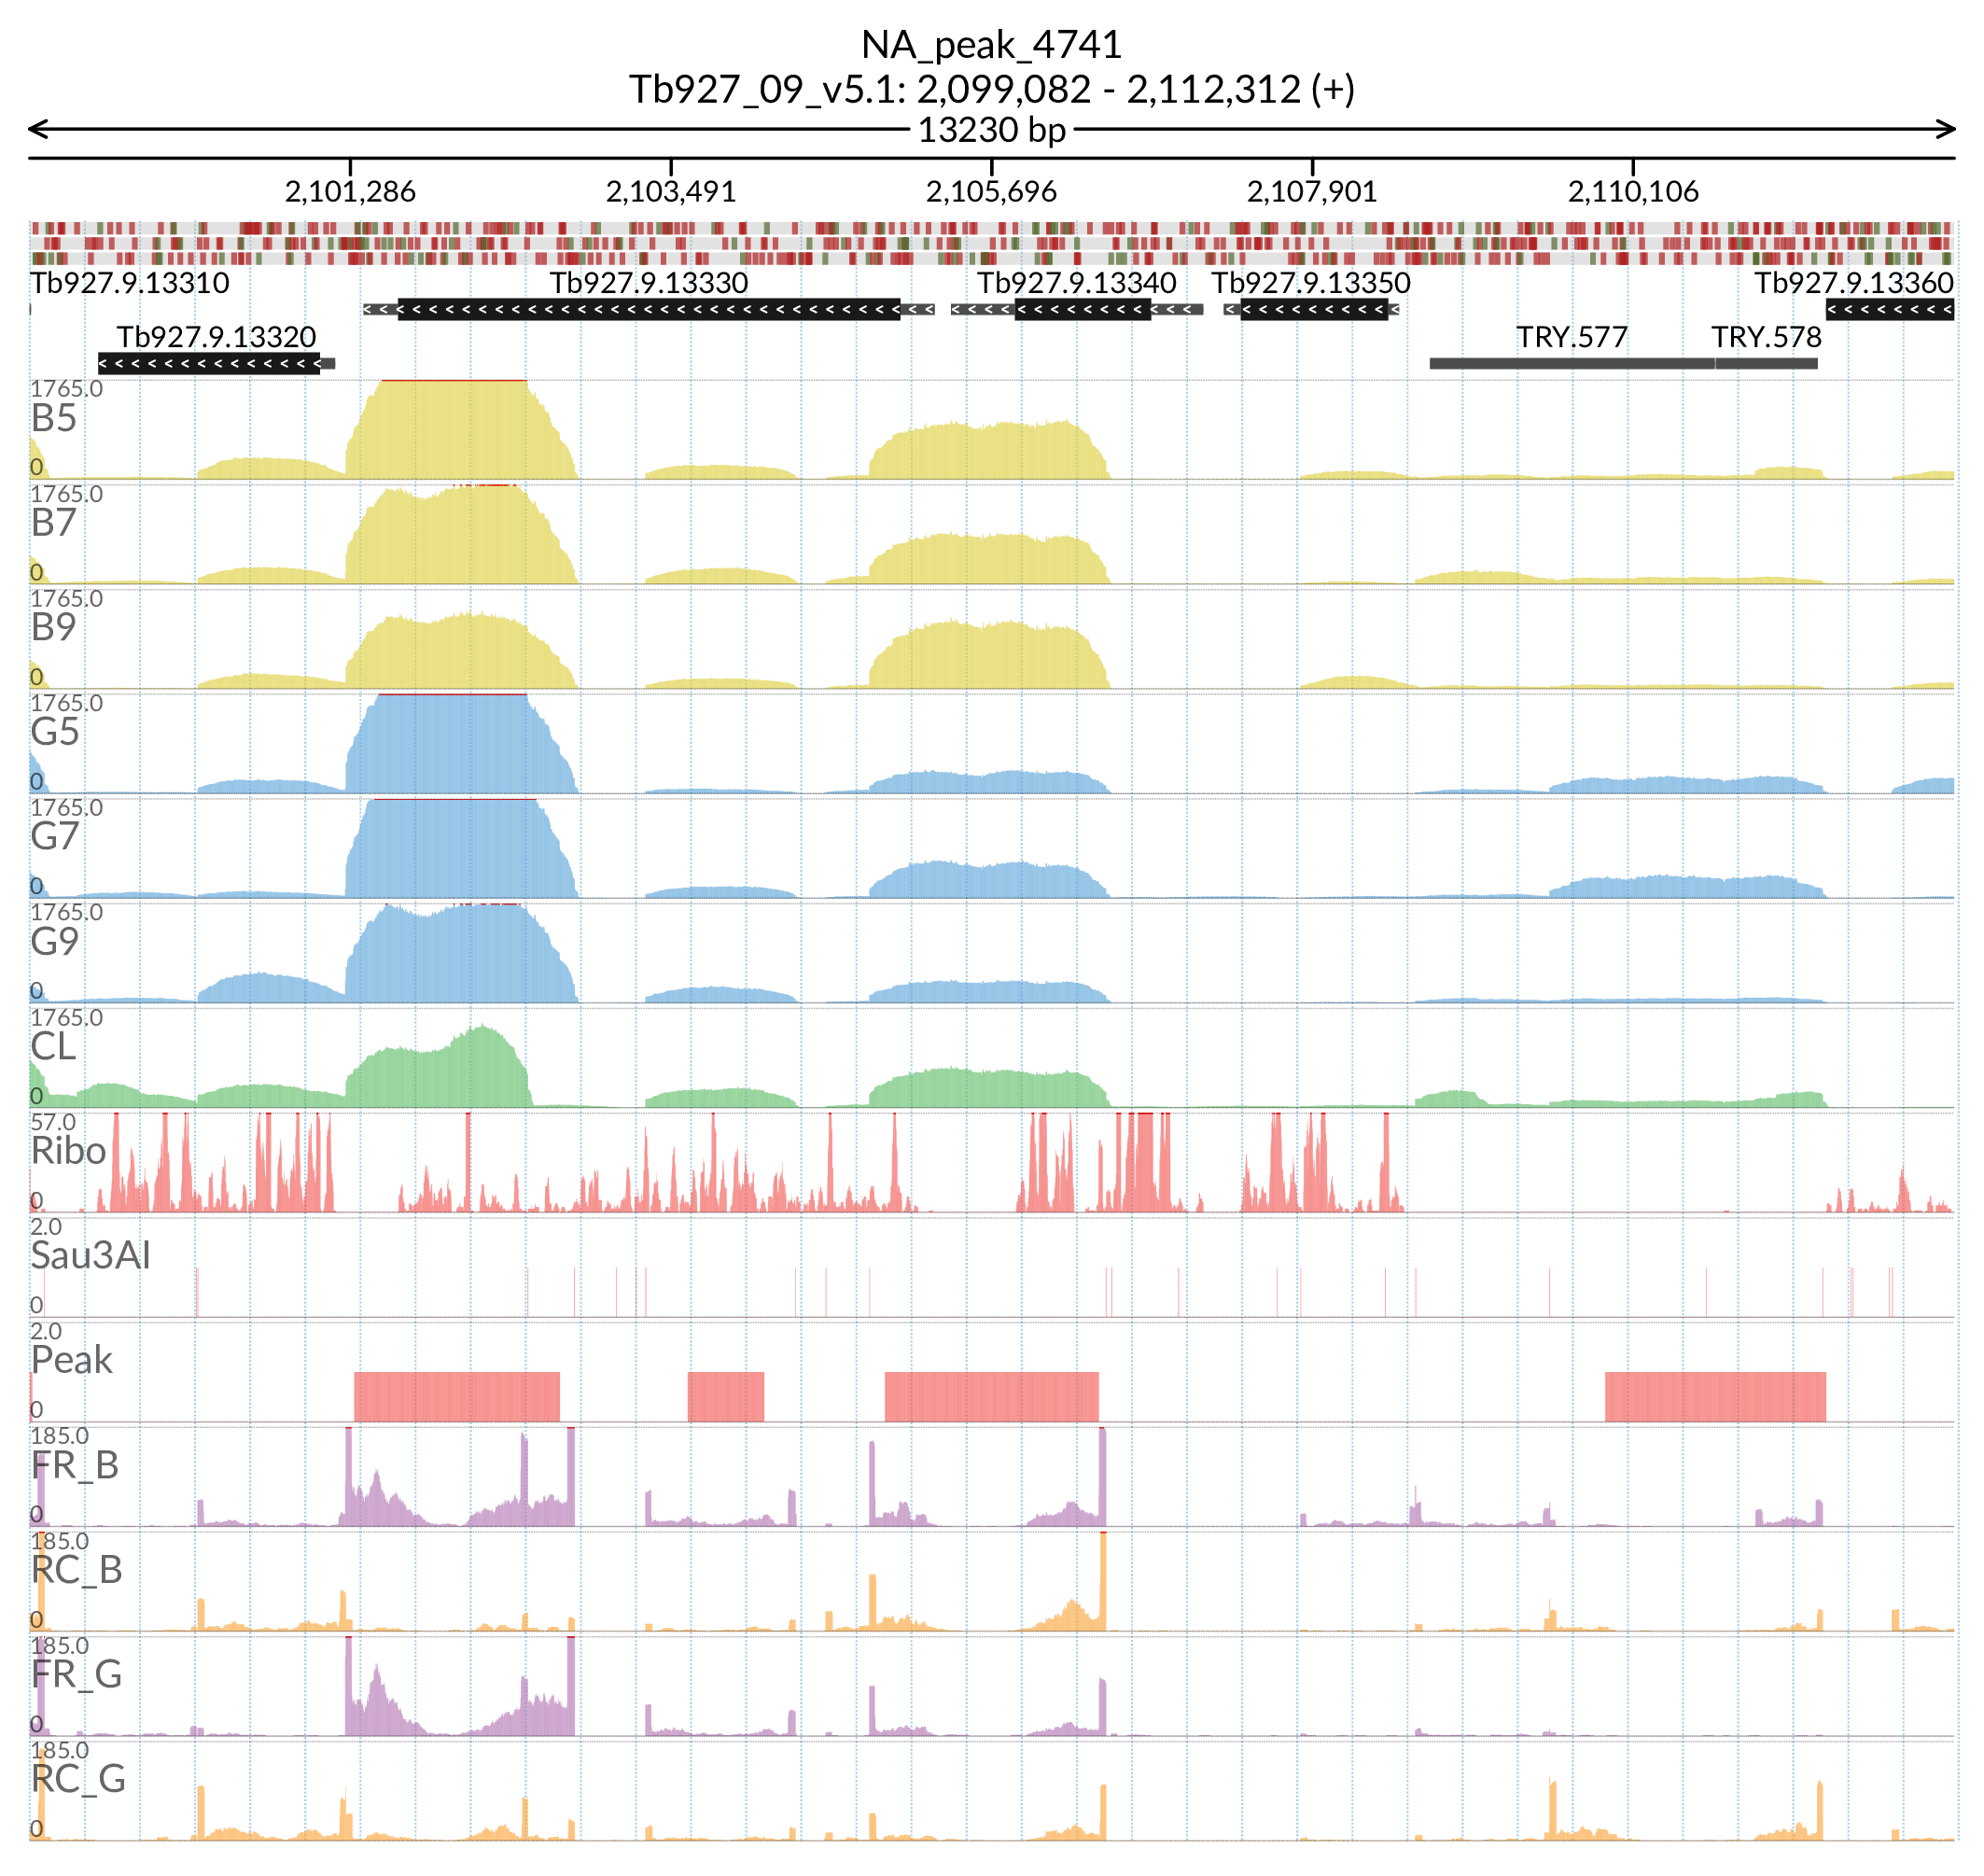 NA_peak_4741
Tb927_09_v5.1: 2,099,082 - 2,112,312 (+)
13230 bp
2,101,286 2,103,491 2,105,696 2,107,901 2,110,106
Tb927.9.13310 Tb927.9.13330 Tb927.9.13340 Tb927.9.13350 Tb927.9.13360
Tb927.9.13320 TRY.577 TRY.578
1765.0
B5
0
1765.0
B7
0
1765.0
B9
0
1765.0
G5
0
1765.0
G7
0
1765.0
G9
0
1765.0
CL
0
57.0
Ribo
0
2.0
Sau3AI
0
2.0
Peak
0
185.0
FR_B
0
185.0
RC_B
0
185.0
FR_G
0
185.0
RC_G
0